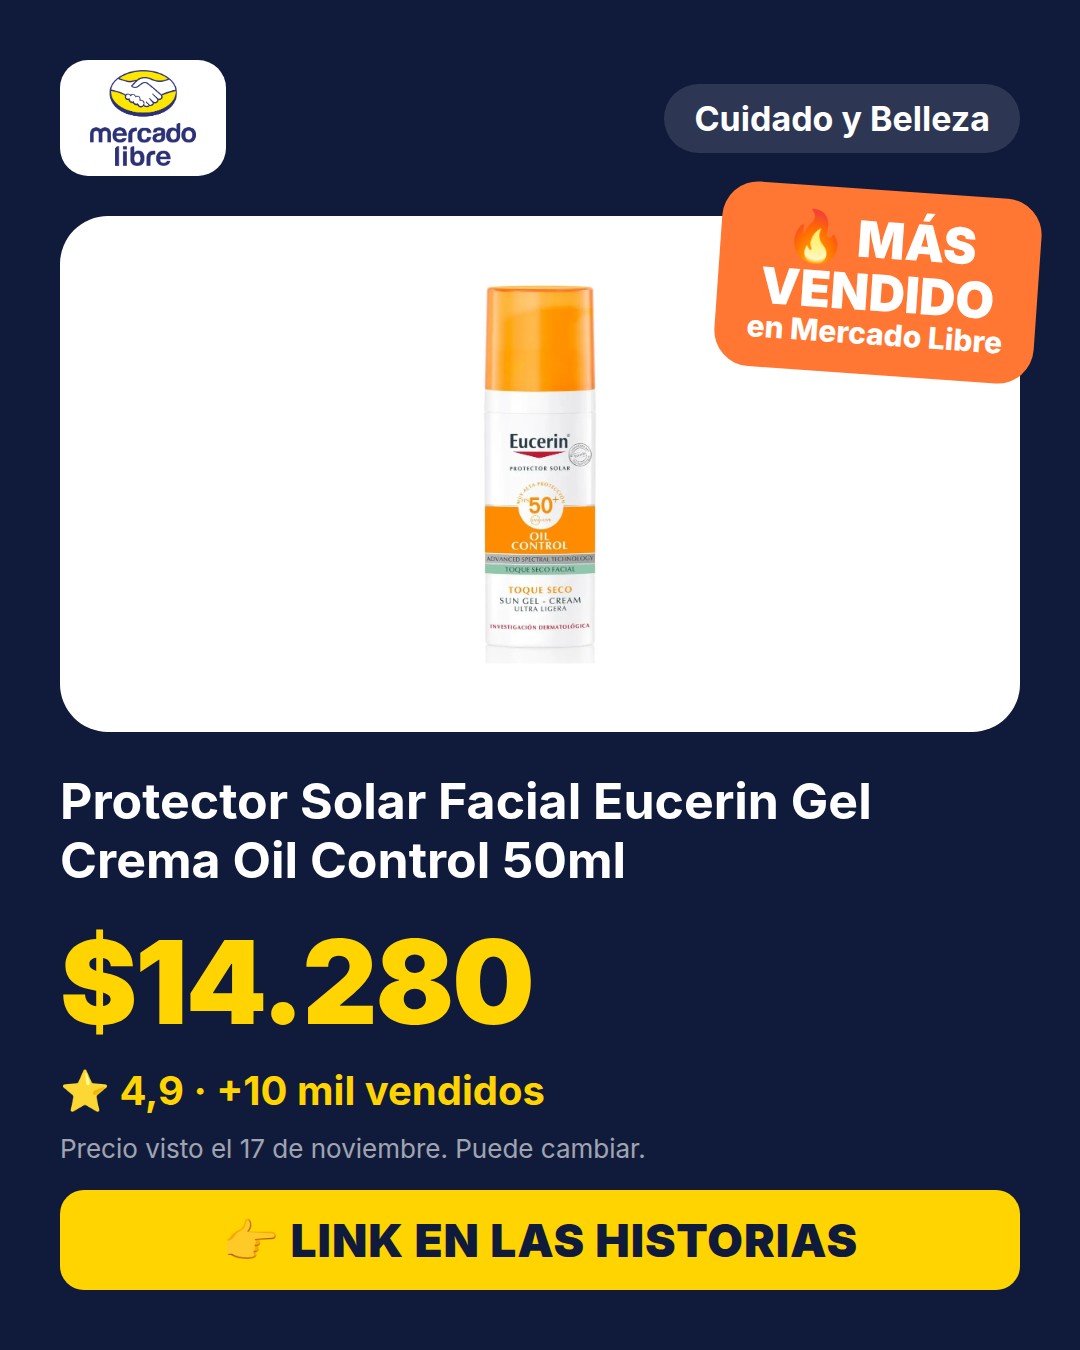 mercado
libre
Cuidado y Belleza
🔥 MÁS
VENDIDO
en Mercado Libre
Eucerin
PROTECTOR SOLAR
MUY ALTA PROTECCIÓN
50+
OIL
CONTROL
ADVANCED SPECTRAL TECHNOLOGY
TOQUE SECO FACIAL
TOQUE SECO
SUN GEL - CREAM
ULTRA LIGERA
INVESTIGACIÓN DERMATOLÓGICA
Protector Solar Facial Eucerin Gel
Crema Oil Control 50ml
$14.280
⭐ 4,9 · +10 mil vendidos
Precio visto el 17 de noviembre. Puede cambiar.
👉 LINK EN LAS HISTORIAS